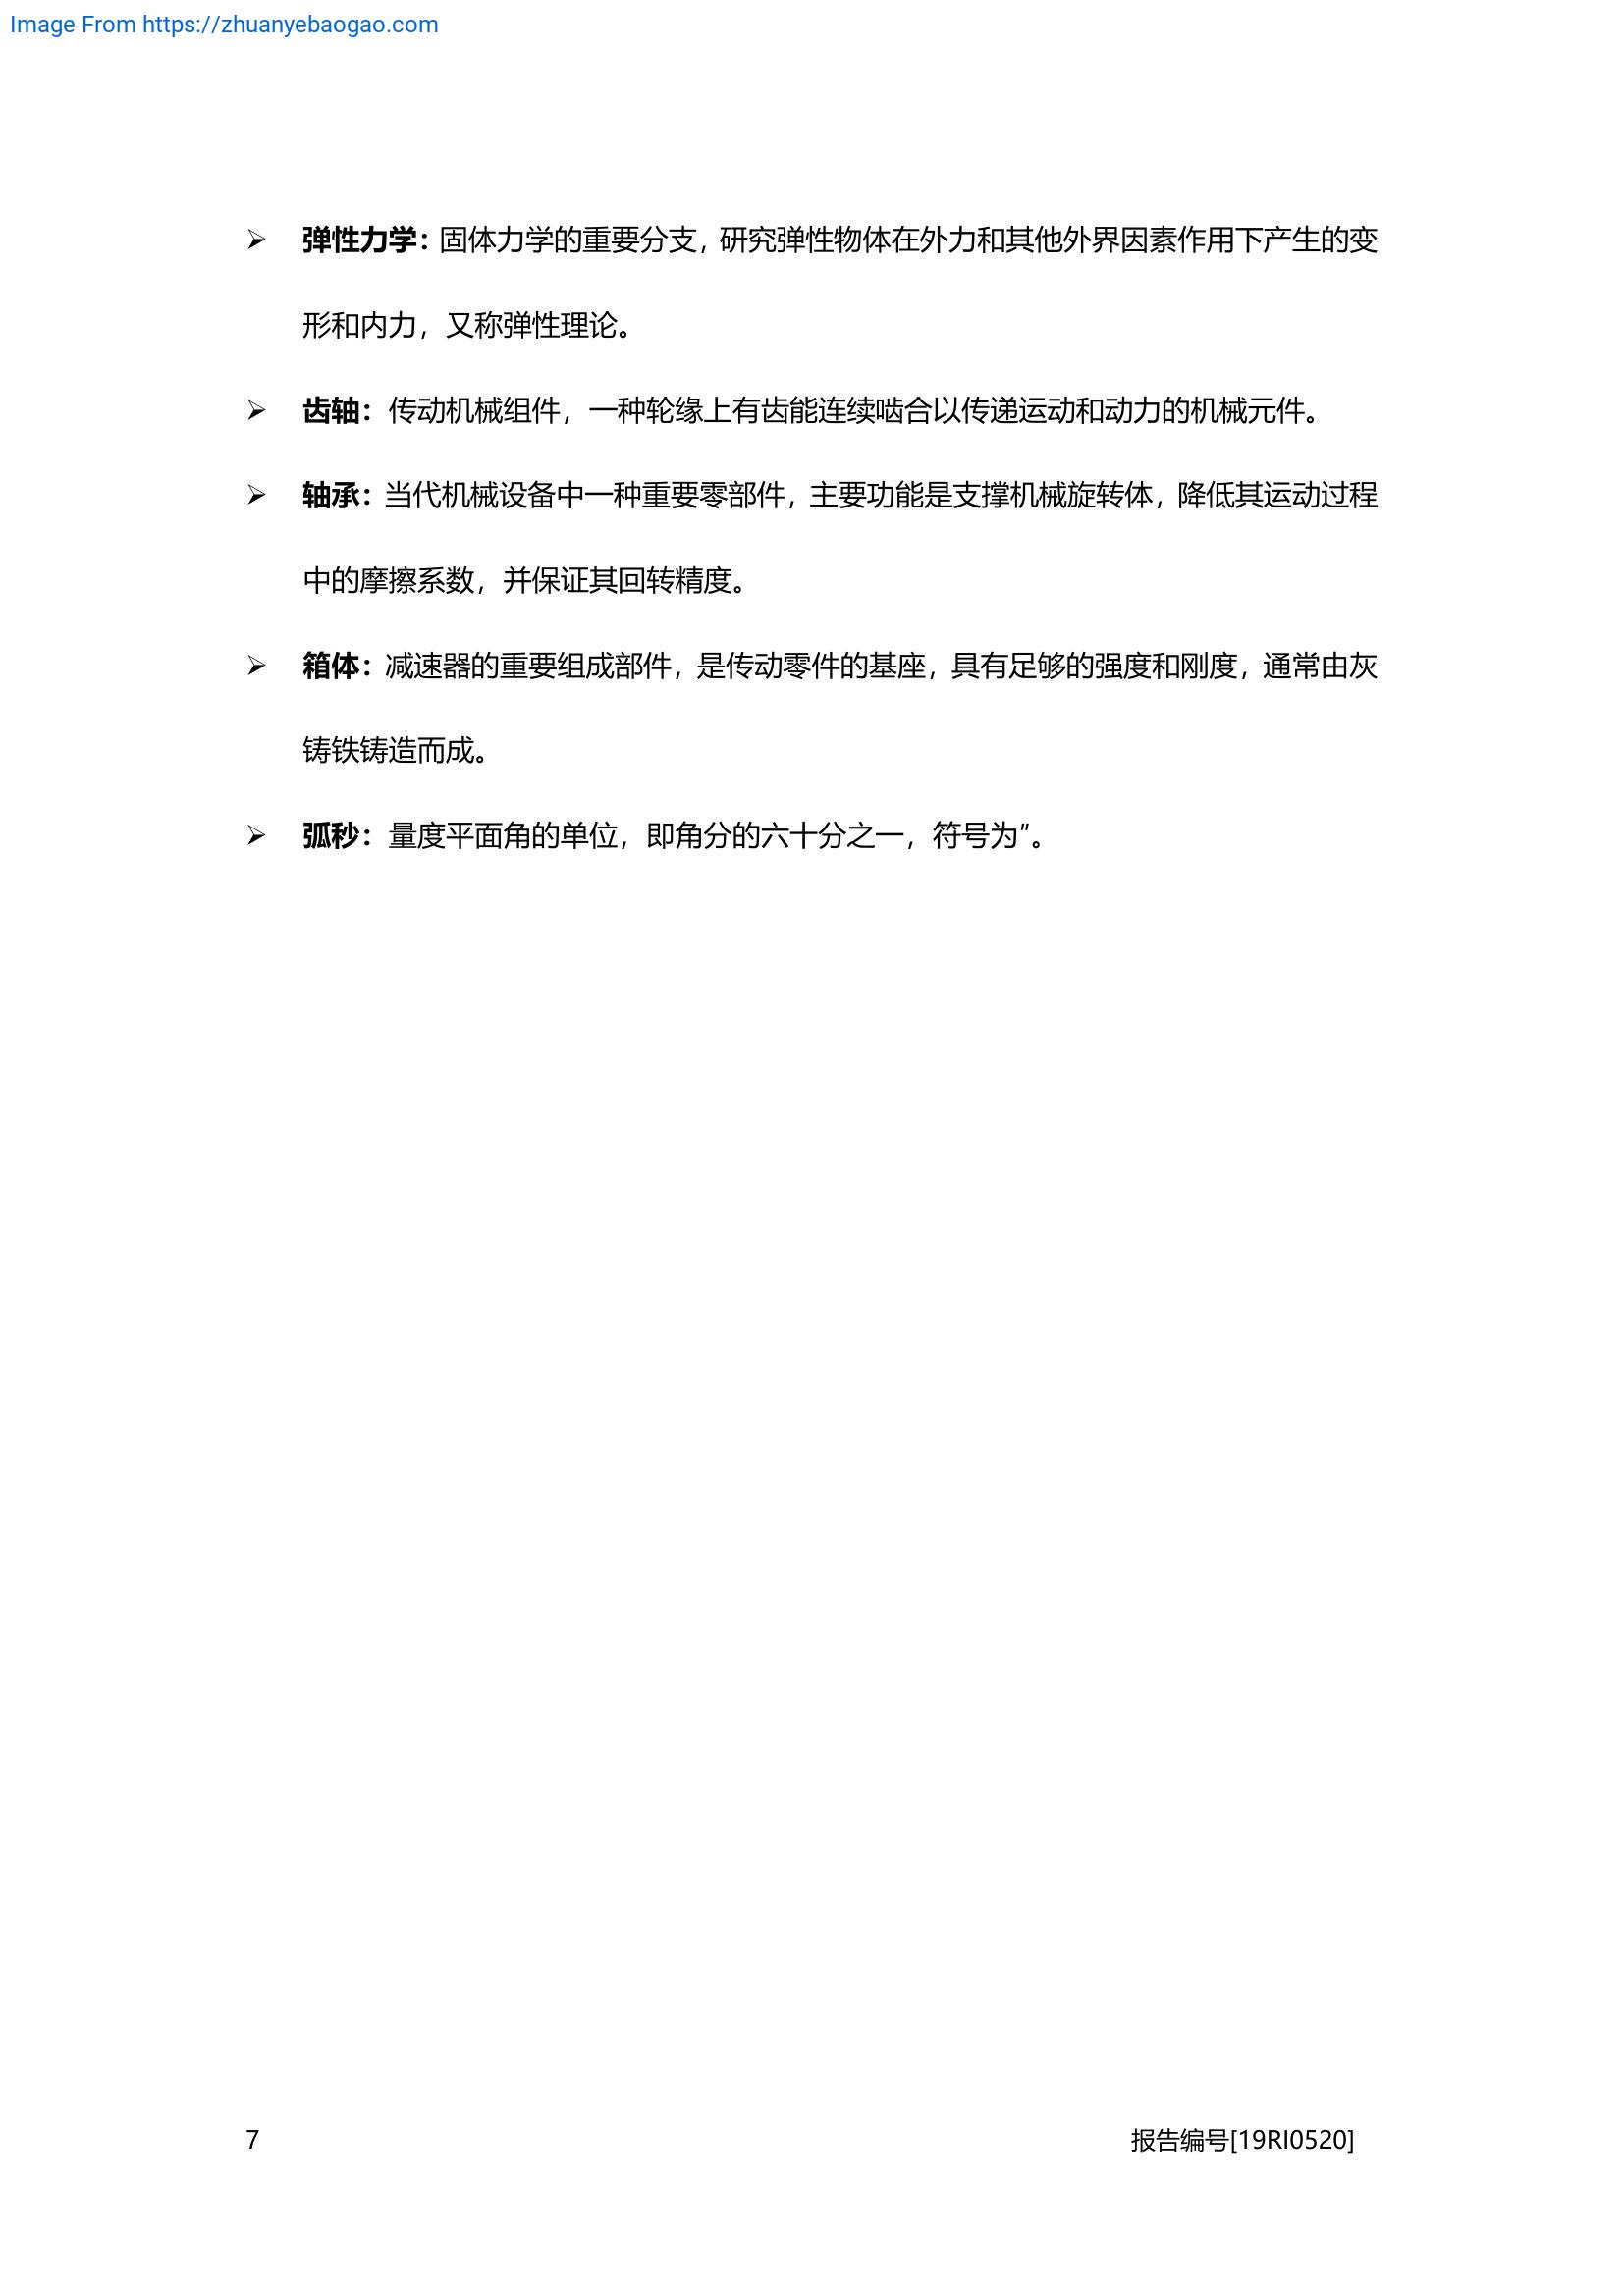 Image From https://zhuanyebaogao.com
➢ 弹性力学：固体力学的重要分支，研究弹性物体在外力和其他外界因素作用下产生的变
形和内力，又称弹性理论。
➢ 齿轴：传动机械组件，一种轮缘上有齿能连续啮合以传递运动和动力的机械元件。
➢ 轴承：当代机械设备中一种重要零部件，主要功能是支撑机械旋转体，降低其运动过程
中的摩擦系数，并保证其回转精度。
➢ 箱体：减速器的重要组成部件，是传动零件的基座，具有足够的强度和刚度，通常由灰
铸铁铸造而成。
➢ 弧秒：量度平面角的单位，即角分的六十分之一，符号为″。
7 报告编号[19RI0520]